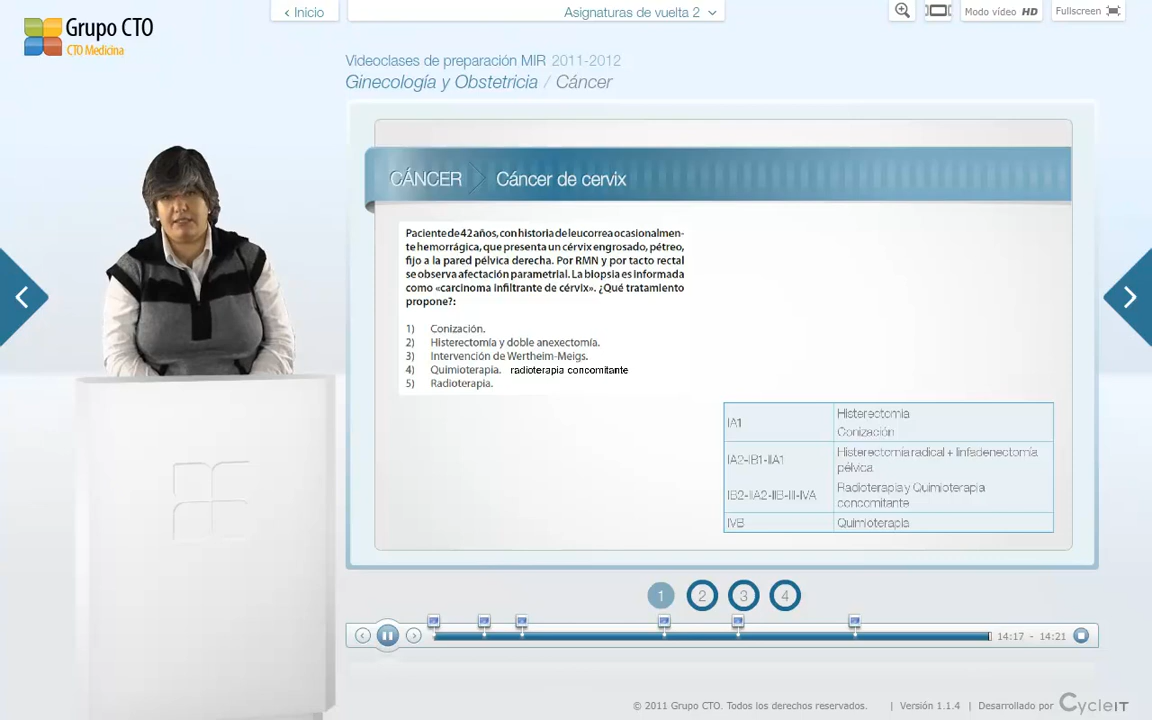 Grupo CTO
CTO Medicina
‹ Inicio
Asignaturas de vuelta 2
Modo vídeo HD
Fullscreen
Videoclases de preparación MIR 2011-2012
Ginecología y Obstetricia / Cáncer
CÁNCER
Cáncer de cervix
Paciente de 42 años, con historia de leucorrea ocasionalmen-
te hemorrágica, que presenta un cérvix engrosado, pétreo,
fijo a la pared pélvica derecha. Por RMN y por tacto rectal
se observa afectación parametrial. La biopsia es informada
como «carcinoma infiltrante de cérvix». ¿Qué tratamiento
propone?:
1) Conización.
2) Histerectomía y doble anexectomía.
3) Intervención de Wertheim-Meigs.
4) Quimioterapia. radioterapia concomitante
5) Radioterapia.
IA1
Histerectomia
Conización
IA2-IB1-IIA1
Histerectomia radical + linfadenectomía
pélvica
IB2-IIA2-IIB-III-IVA
Radioterapia y Quimioterapia
concomitante
IVB
Quimioterapia
1 2 3 4
14:17 - 14:21
© 2011 Grupo CTO. Todos los derechos reservados. | Versión 1.1.4 | Desarrollado por CycleIT